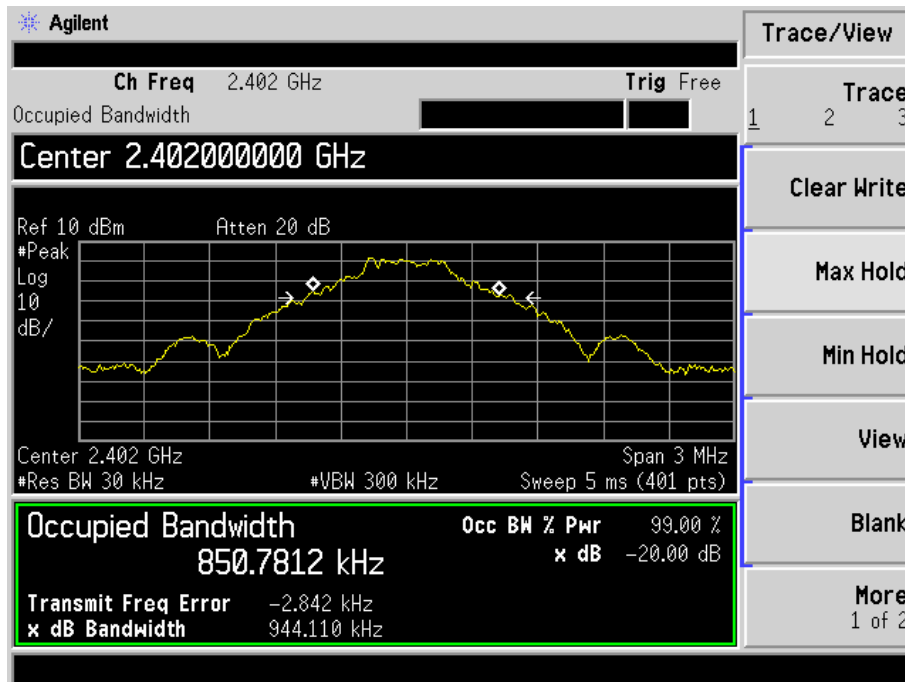 Agilent
Trace/View
Ch Freq 2.402 GHz Trig Free
Occupied Bandwidth
Trace
1 2 3
Center 2.402000000 GHz
Clear Write
Ref 10 dBm Atten 20 dB
#Peak
Log
10
dB/
Max Hold
Min Hold
View
Center 2.402 GHz Span 3 MHz
#Res BW 30 kHz #VBW 300 kHz Sweep 5 ms (401 pts)
Occupied Bandwidth Occ BW % Pwr 99.00 %
850.7812 kHz x dB -20.00 dB
Blank
Transmit Freq Error -2.842 kHz
x dB Bandwidth 944.110 kHz
More
1 of 2